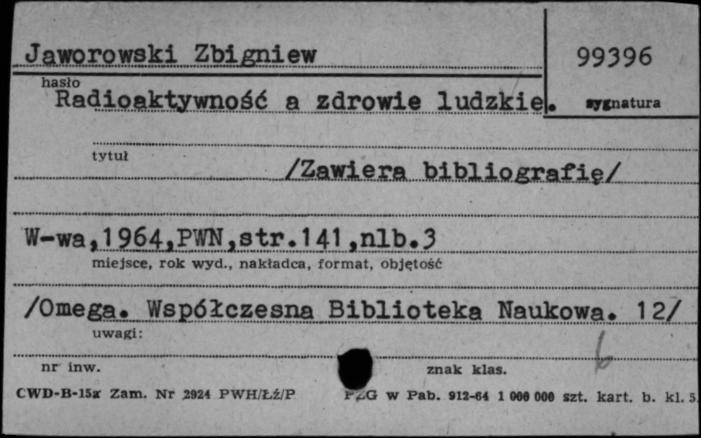 Jaworowski Zbigniew
99396
hasło
Radioaktywność a zdrowie ludzkie.
sygnatura
tytuł
/Zawiera bibliografię/
W-wa,1964,PWN,str.141,nlb.3
miejsce, rok wyd., nakładca, format, objętość
/Omega. Współczesna Biblioteka Naukowa. 12/
uwagi:
6
nr inw.
znak klas.
CWD-B-15a Zam. Nr 2924 PWH/Łź/P PZG w Pab. 912-64 1 000 000 szt. kart. b. kl. 5